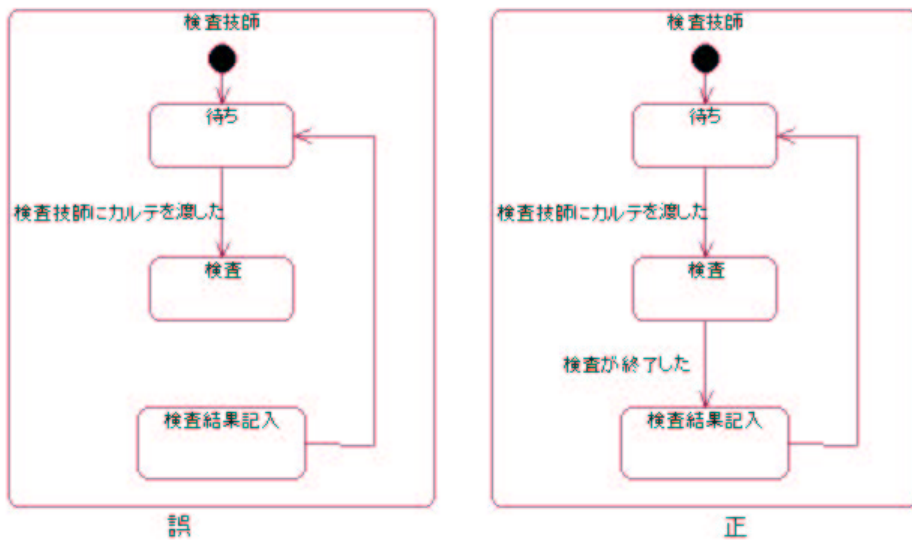 検査技師
待ち
検査技師にカルテを渡した
検査
検査結果記入
誤
検査技師
待ち
検査技師にカルテを渡した
検査
検査が終了した
検査結果記入
正